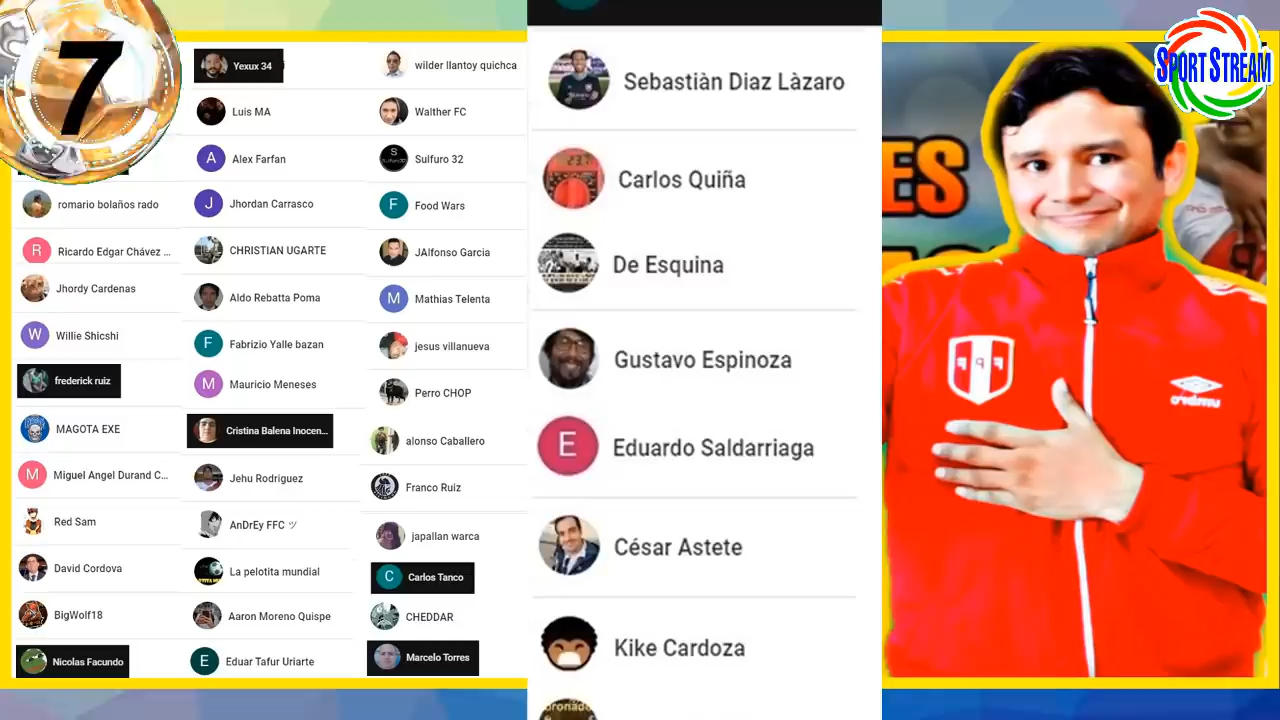 7
romario bolaños rado
R
Ricardo Edgar Chávez ...
Jhordy Cardenas
W
Willie Shicshi
frederick ruiz
MAGOTA EXE
M
Miguel Angel Durand C...
Red Sam
David Cordova
BigWolf18
Nicolas Facundo
Yexux 34
Luis MA
A
Alex Farfan
J
Jhordan Carrasco
CHRISTIAN UGARTE
Aldo Rebatta Poma
F
Fabrizio Yalle bazan
M
Mauricio Meneses
Cristina Balena Inocen...
Jehu Rodriguez
AnDrEy FFC ツ
La pelotita mundial
Aaron Moreno Quispe
E
Eduar Tafur Uriarte
wilder llantoy quichca
Walther FC
S
Sulfuro 32
F
Food Wars
JAlfonso Garcia
M
Mathias Telenta
jesus villanueva
Perro CHOP
alonso Caballero
Franco Ruiz
japallan warca
C
Carlos Tanco
CHEDDAR
Marcelo Torres
Sebastiàn Diaz Làzaro
23.7
Carlos Quiña
De Esquina
Gustavo Espinoza
E
Eduardo Saldarriaga
César Astete
Kike Cardoza
SPORT STREAM
ES
FPF
umbro